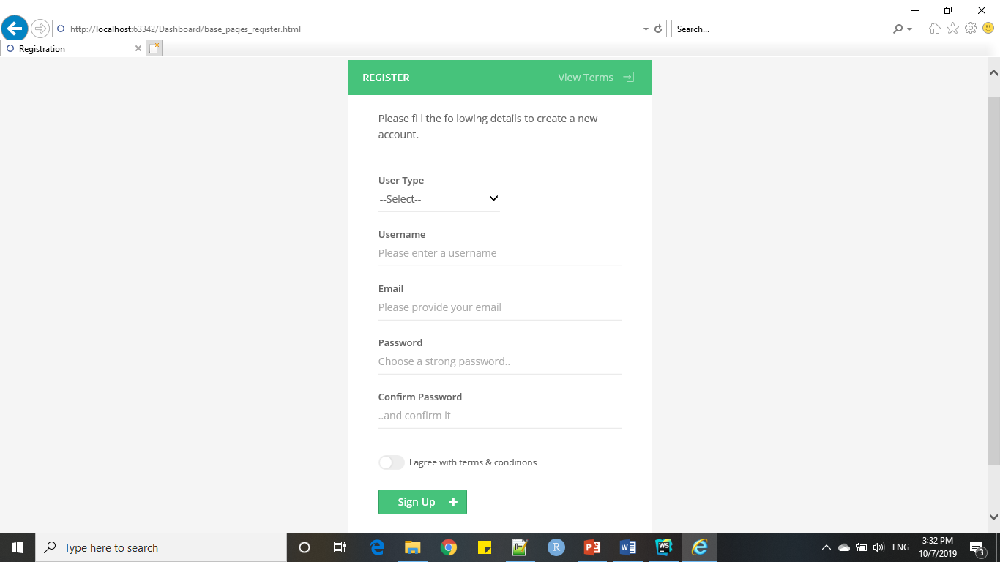 http://localhost:63342/Dashboard/base_pages_register.html
Search...
Registration
REGISTER
View Terms
Please fill the following details to create a new
account.
User Type
--Select--
Username
Please enter a username
Email
Please provide your email
Password
Choose a strong password..
Confirm Password
..and confirm it
I agree with terms & conditions
Sign Up
Type here to search
R
P
W
WS
ENG
3:32 PM
10/7/2019
3